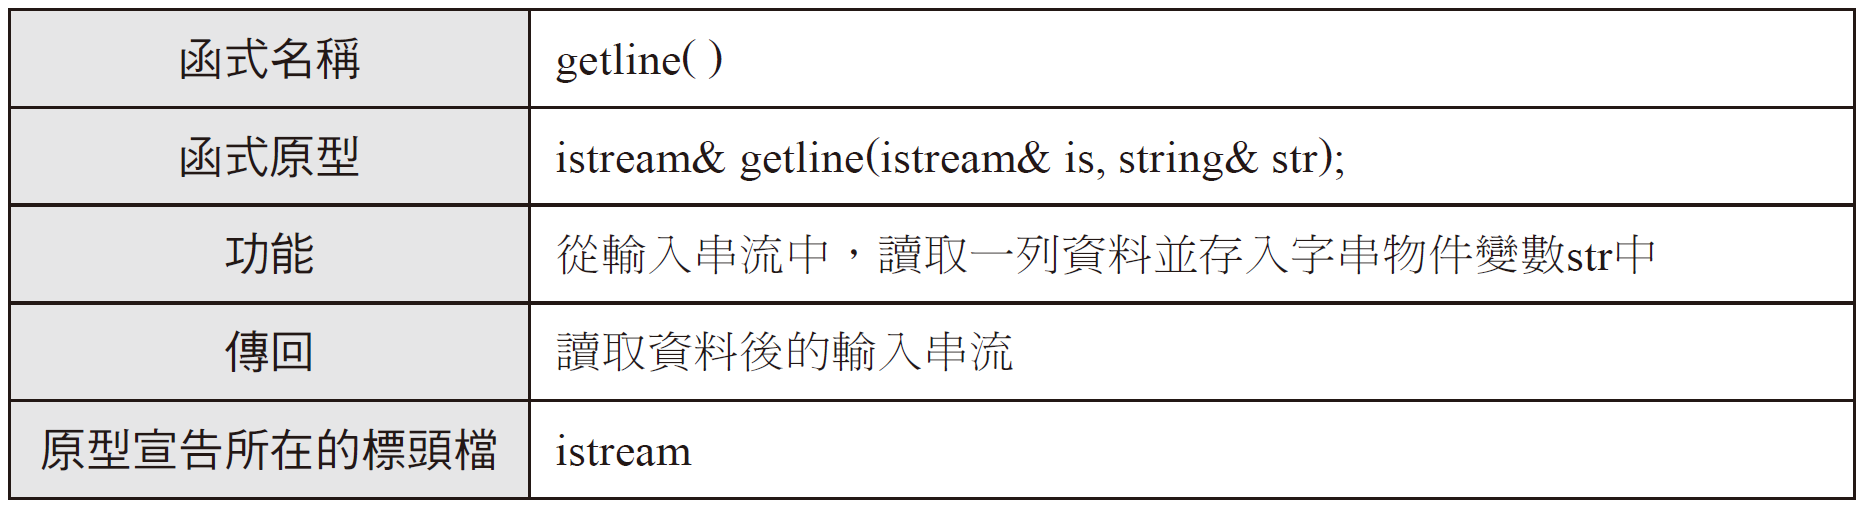 函式名稱
getline( )
函式原型
istream& getline(istream& is, string& str);
功能
從輸入串流中，讀取一列資料並存入字串物件變數str中
傳回
讀取資料後的輸入串流
原型宣告所在的標頭檔
istream